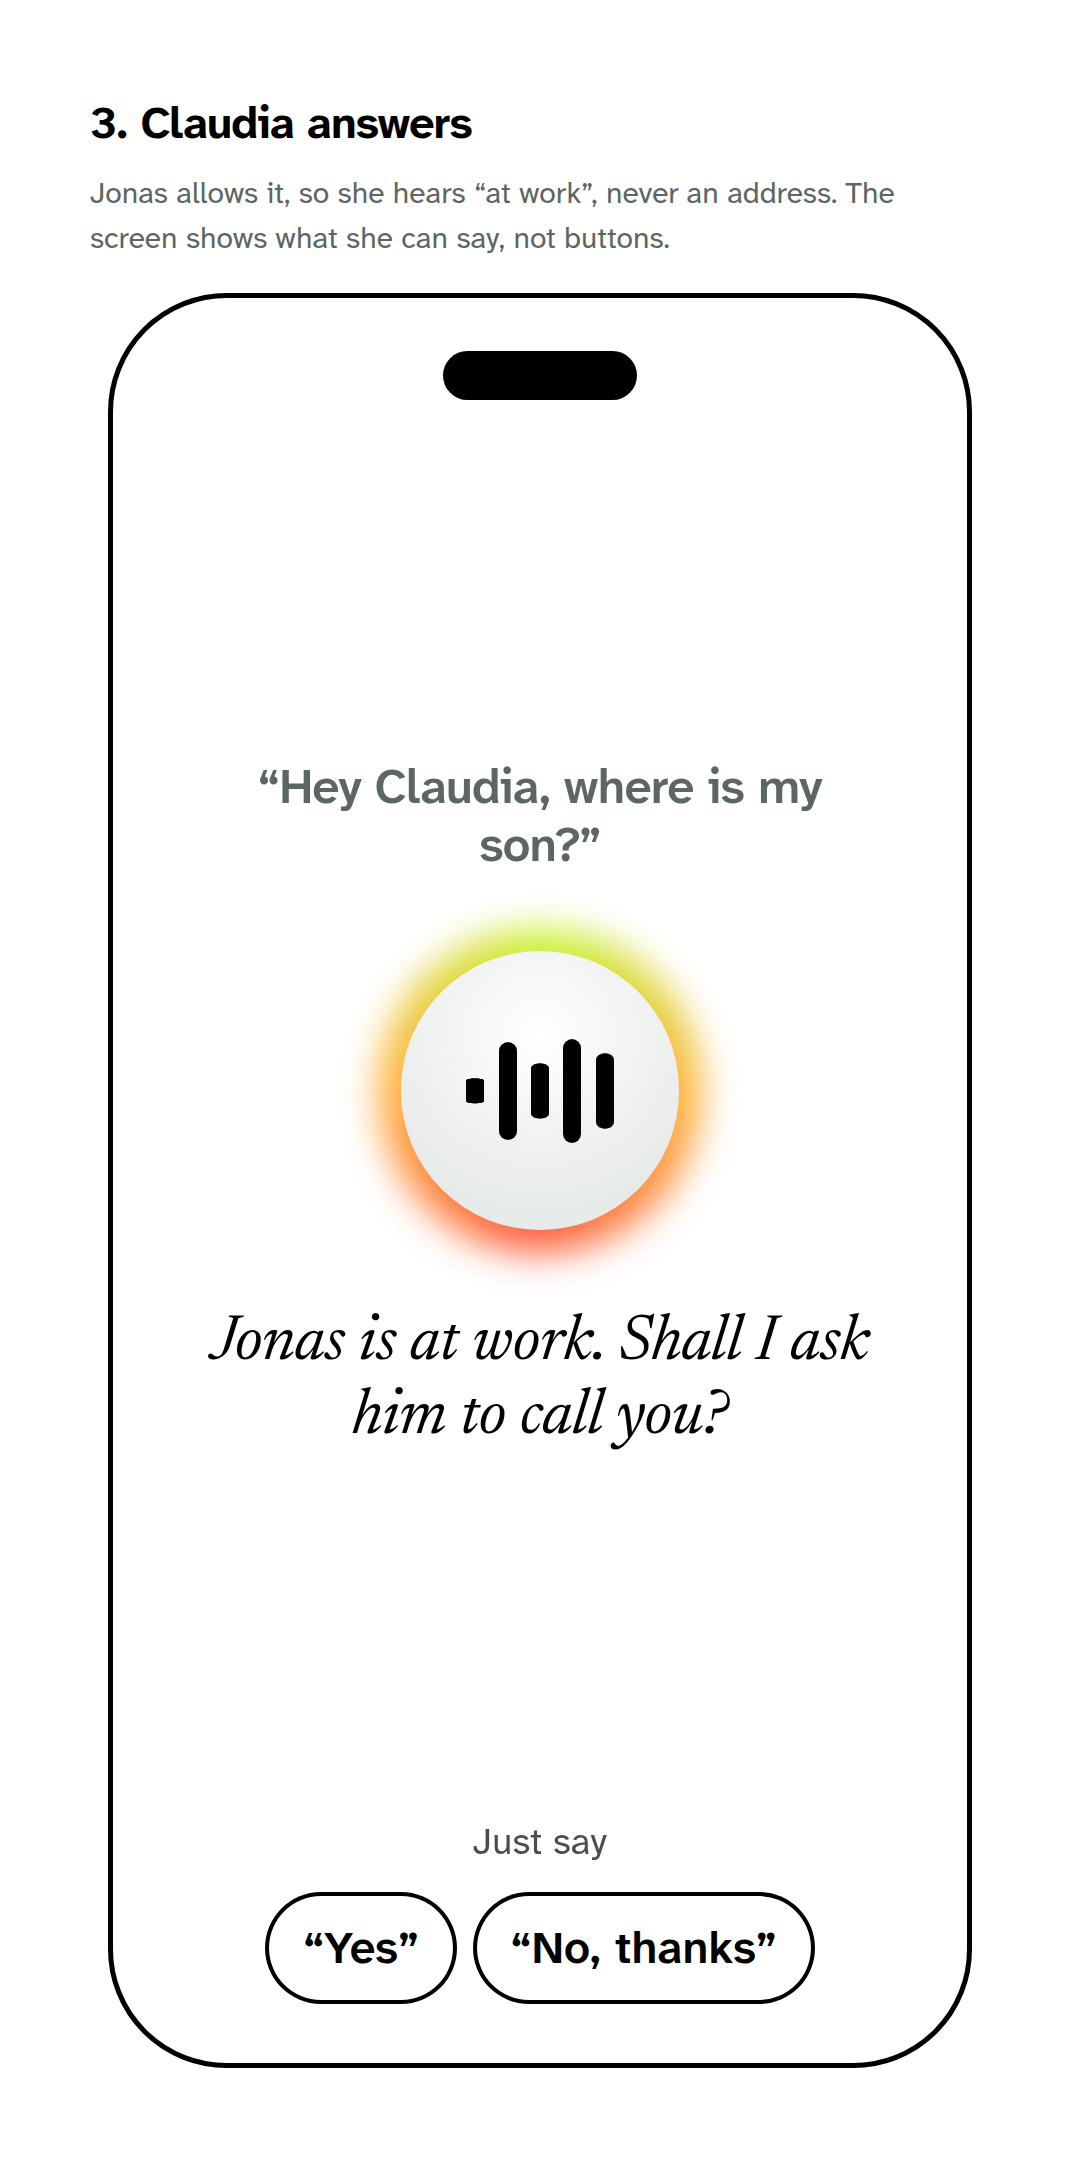 3. Claudia answers
Jonas allows it, so she hears “at work”, never an address. The
screen shows what she can say, not buttons.
“Hey Claudia, where is my
son?”
Jonas is at work. Shall I ask
him to call you?
Just say
“Yes” “No, thanks”